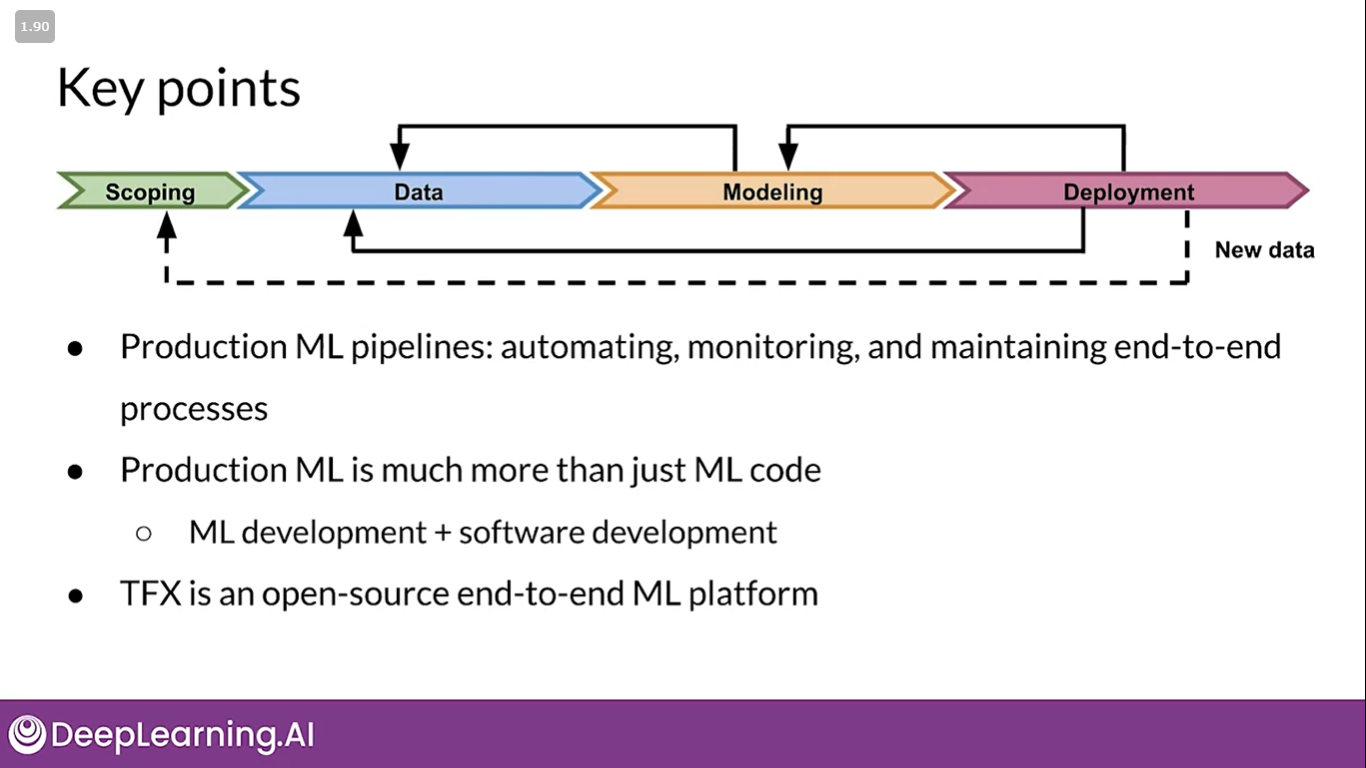 1.90
Key points
Scoping
Data
Modeling
Deployment
New data
● Production ML pipelines: automating, monitoring, and maintaining end-to-end
processes
● Production ML is much more than just ML code
○ ML development + software development
● TFX is an open-source end-to-end ML platform
DeepLearning.AI